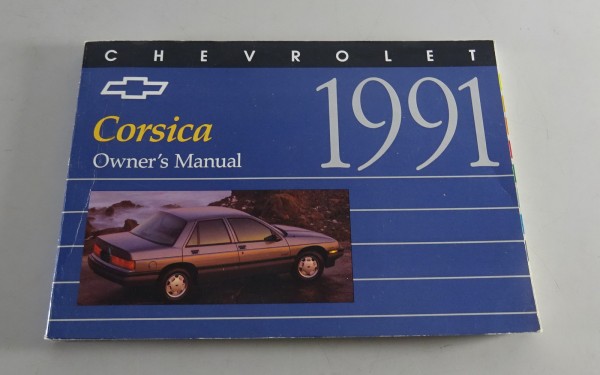 CHEVROLET
1991
Corsica
Owner's Manual